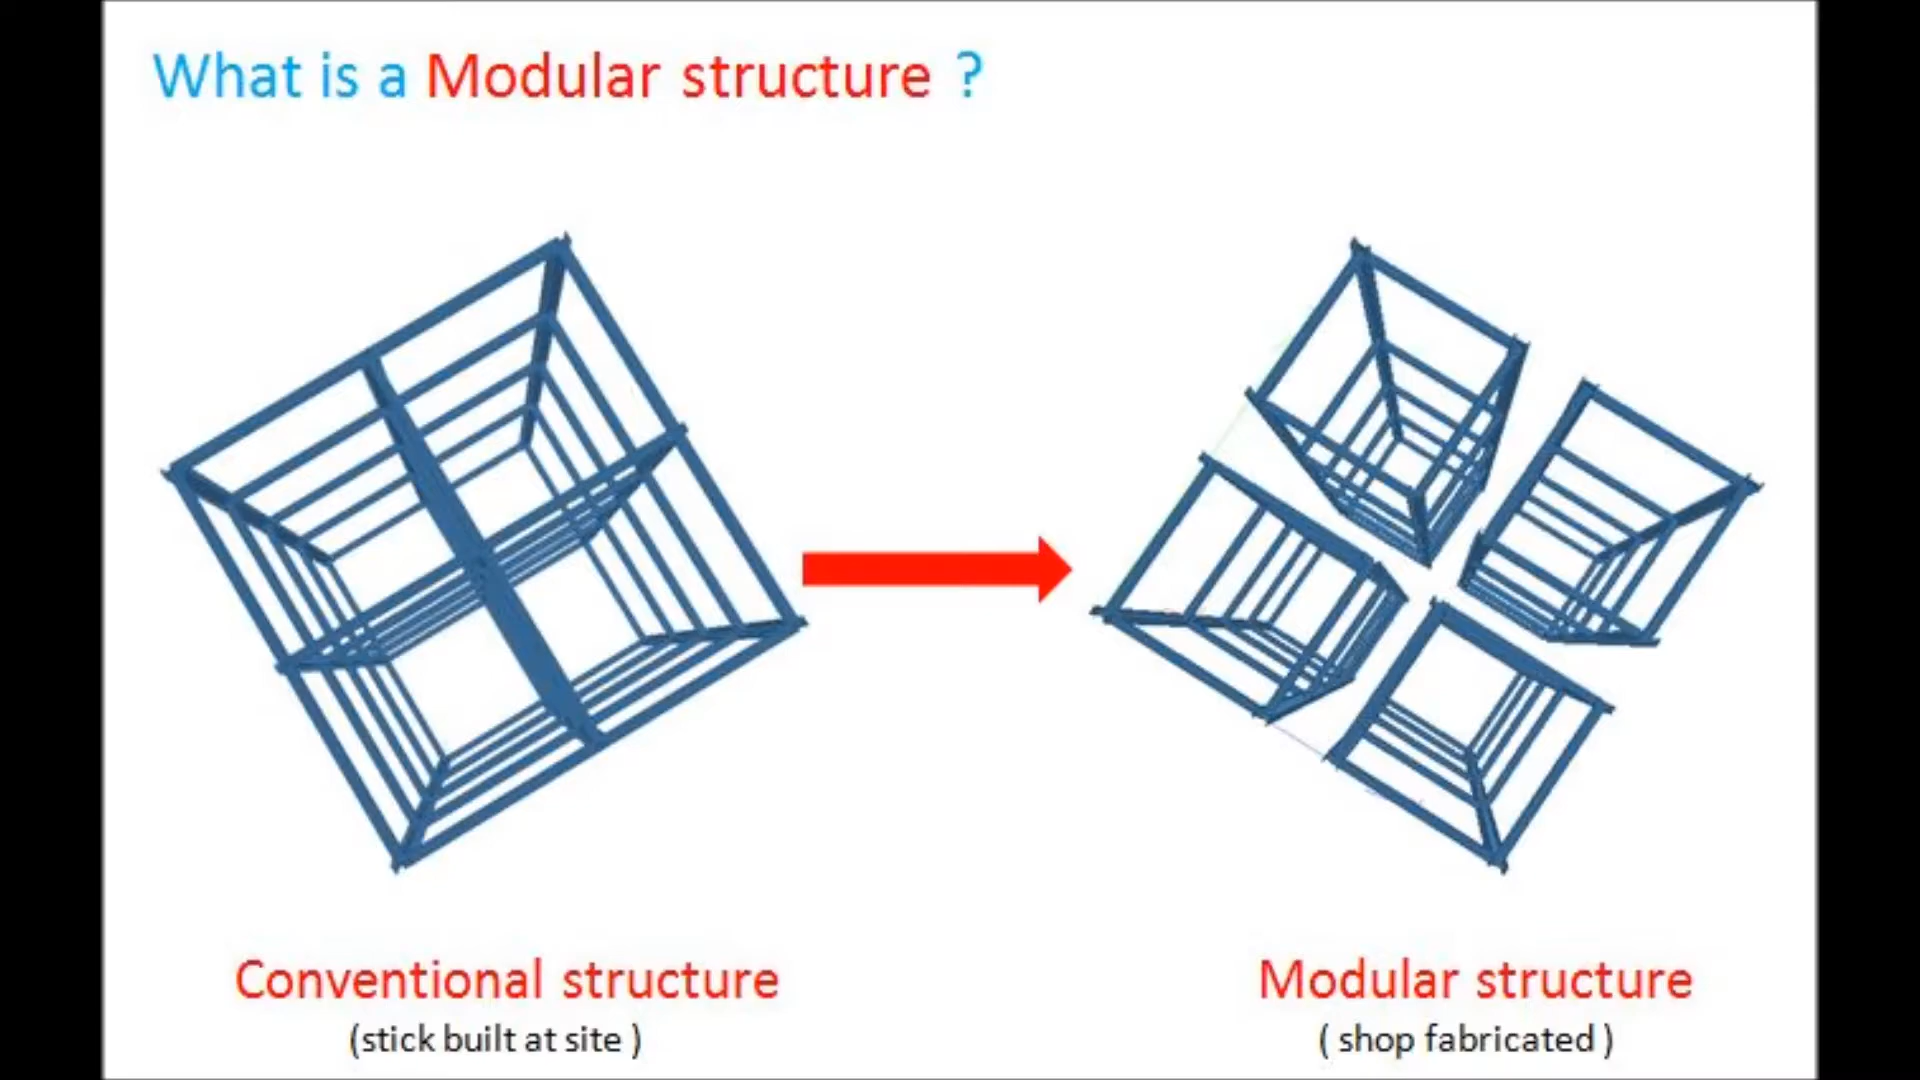 What is a Modular structure ?
Conventional structure
(stick built at site )
Modular structure
( shop fabricated )